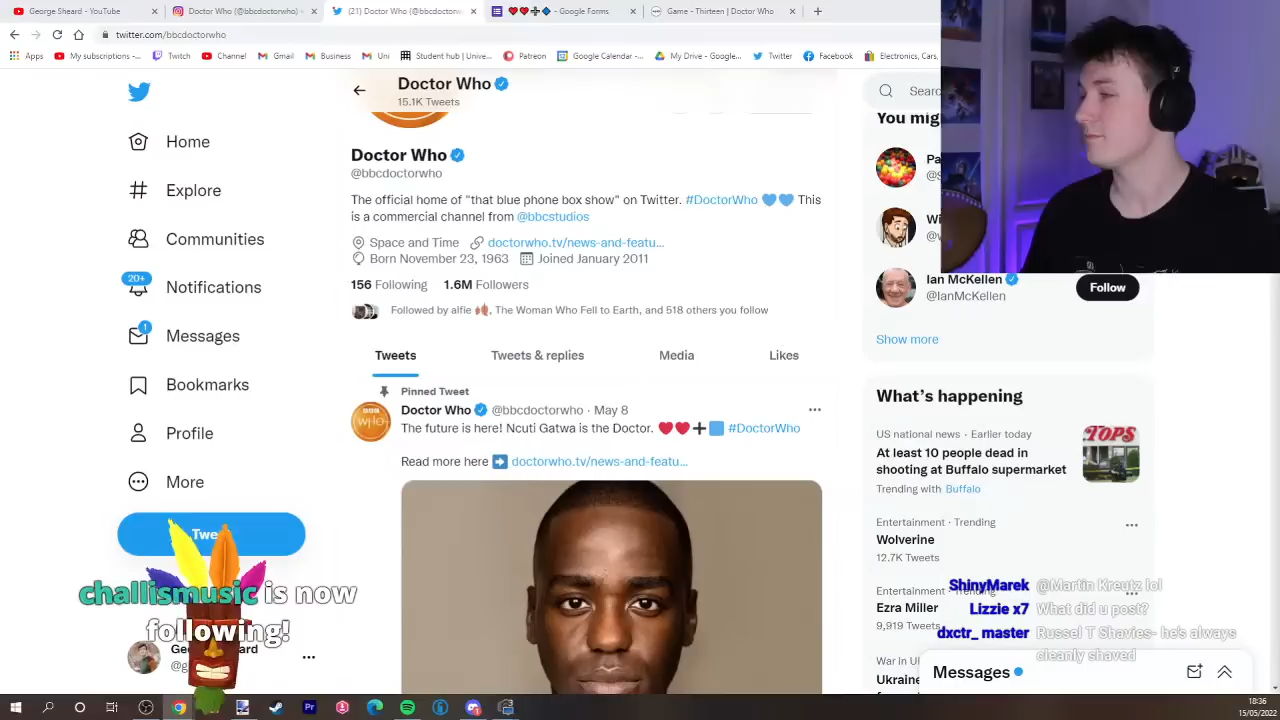 George Sheard - YouTube
Doctor Who (@bbcdoctorwho) •
(21) Doctor Who (@bbcdoctorwho
- Google Forms
Game - Thirteen | Doctor Who
twitter.com/bbcdoctorwho
Apps
My subscriptions -...
Twitch
Channel
Gmail
Business
Uni
Student hub | Unive...
Patreon
Google Calendar -...
My Drive - Google...
Twitter
Facebook
Electronics, Cars,
Doctor Who
15.1K Tweets
Home
Explore
Communities
20+
Notifications
1
Messages
Bookmarks
Profile
More
Doctor Who
@bbcdoctorwho
The official home of "that blue phone box show" on Twitter. #DoctorWho 💙💙 This
is a commercial channel from @bbcstudios
Space and Time
doctorwho.tv/news-and-featu...
Born November 23, 1963
Joined January 2011
156 Following 1.6M Followers
Followed by alfie, The Woman Who Fell to Earth, and 518 others you follow
Tweets
Tweets & replies
Media
Likes
Pinned Tweet
Doctor Who @bbcdoctorwho · May 8
WHO
The future is here! Ncuti Gatwa is the Doctor. ❤️❤️➕🟦 #DoctorWho
Read more here ➡️ doctorwho.tv/news-and-featu...
Searc
You mig
Pa
@S
Wi
Ian McKellen
@IanMcKellen
Follow
Show more
What's happening
US national news · Earlier today
At least 10 people dead in
shooting at Buffalo supermarket
Trending with Buffalo
TOPS
Entertainment · Trending
Wolverine
12.7K Tweets
Entertainment · Trending
Ezra Miller
9,919 Tweets
War in U
Ukraine
ShinyMarek @Martin Kreutz lol
Lizzie x7 What did u post?
dxctr_ master Russel T Shavies- he's always
cleanly shaved
Messages
challismusic is now
following!
18:36
15/05/2022